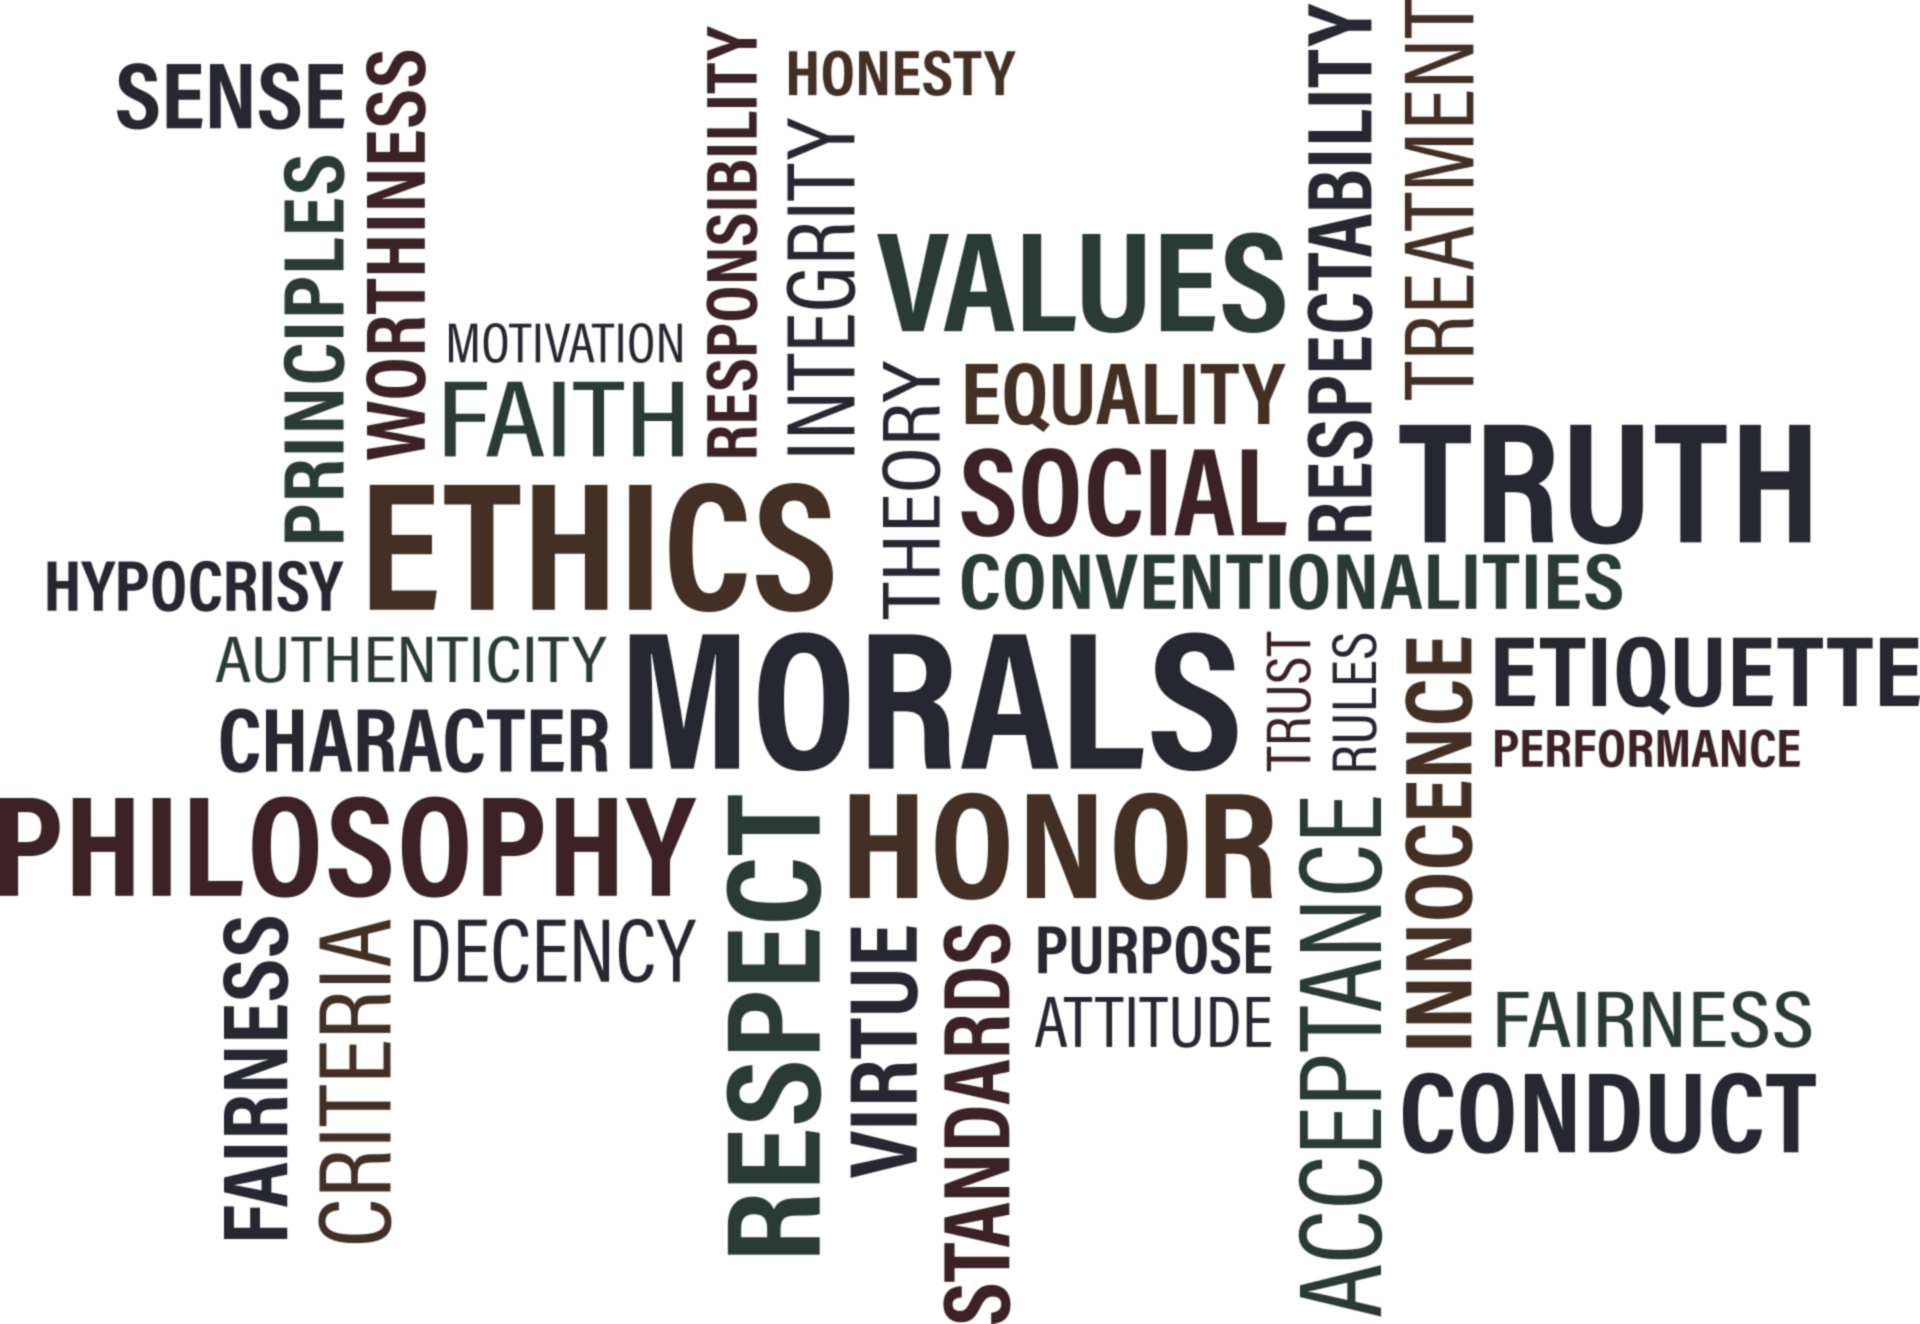 SENSE
WORTHINESS
PRINCIPLES
MOTIVATION
FAITH
RESPONSIBILITY
HONESTY
INTEGRITY
VALUES
THEORY
EQUALITY
SOCIAL
RESPECTABILITY
TREATMENT
TRUTH
HYPOCRISY
ETHICS
CONVENTIONALITIES
AUTHENTICITY
CHARACTER
MORALS
TRUST
RULES
INNOCENCE
ETIQUETTE
PERFORMANCE
PHILOSOPHY
RESPECT
HONOR
ACCEPTANCE
FAIRNESS
CRITERIA
DECENCY
VIRTUE
STANDARDS
PURPOSE
ATTITUDE
FAIRNESS
CONDUCT